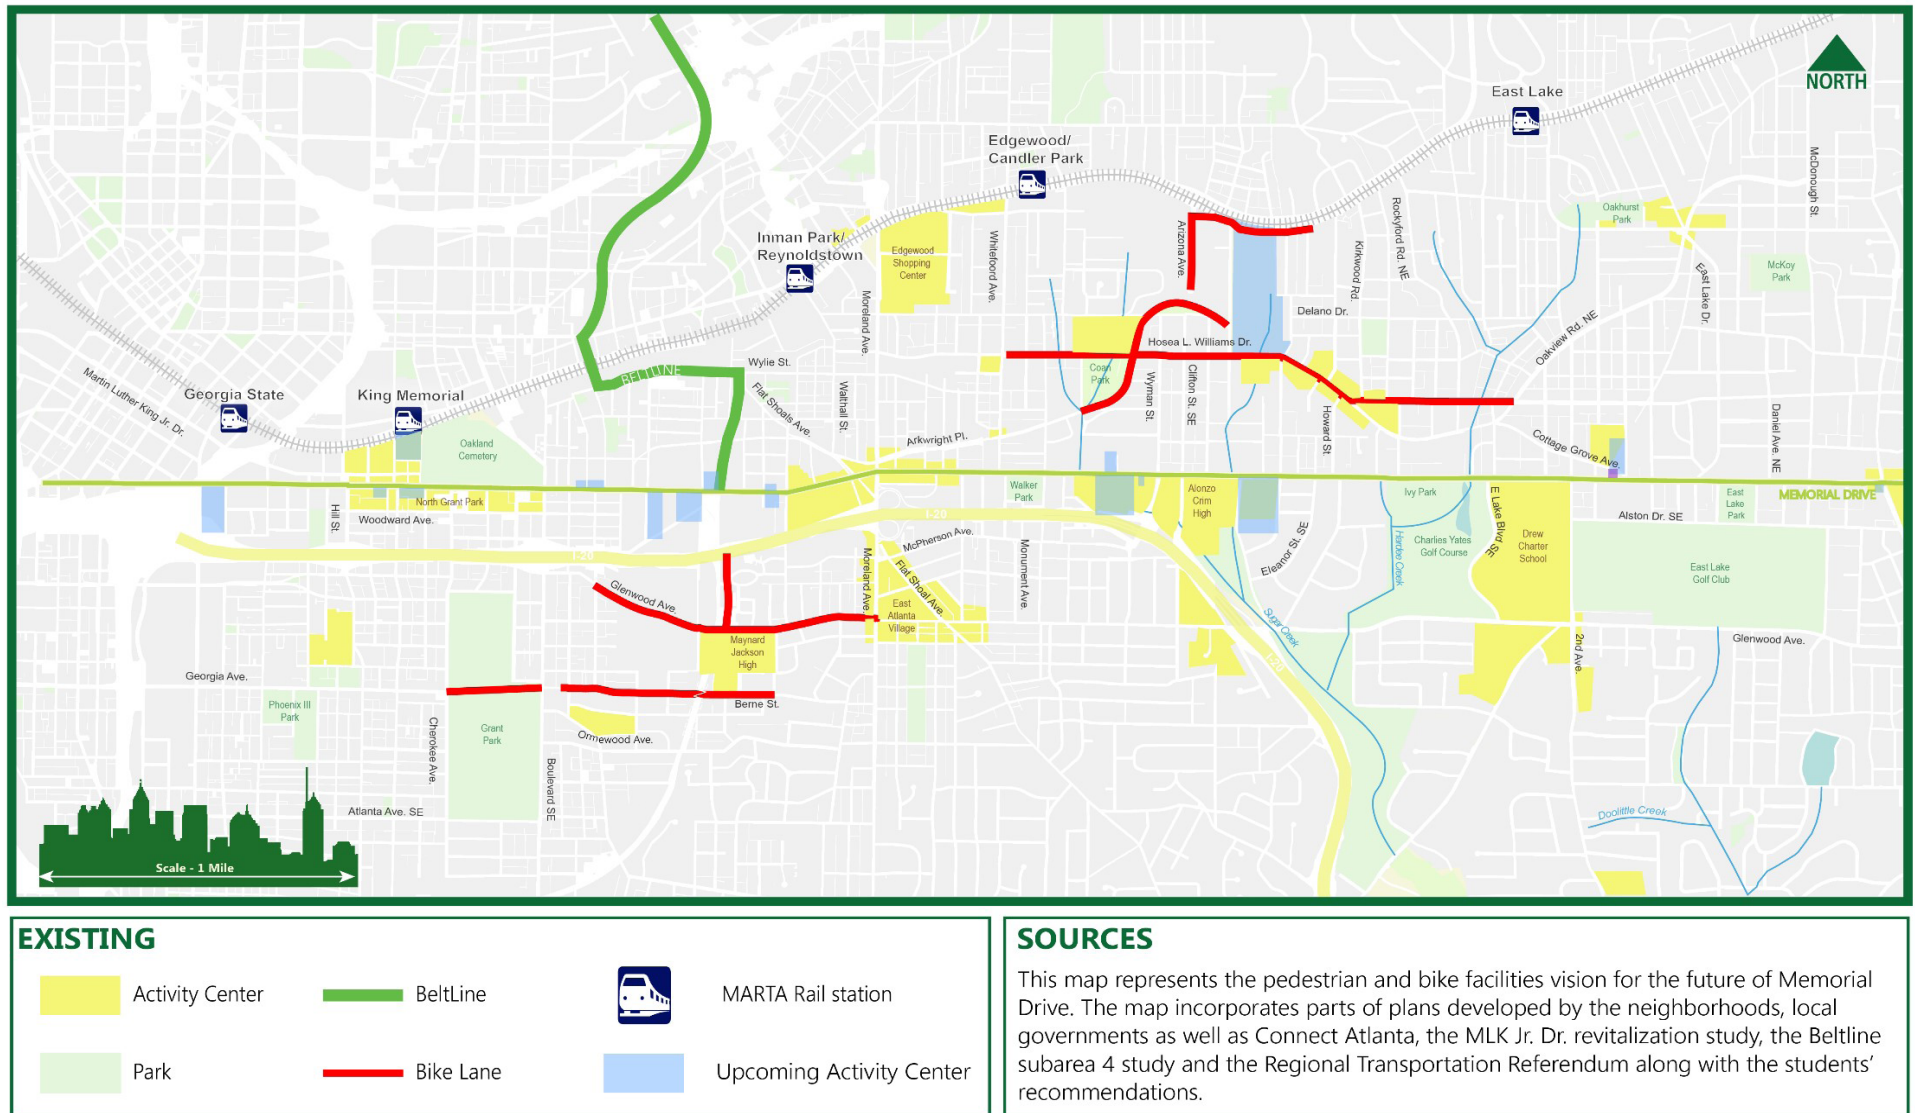 NORTH
East Lake
Edgewood/
Candler Park
McDonough St.
Rockyford Rd. NE
Oakhurst
Park
Arizona Ave.
Kirkwood Rd.
Whitefoord Ave.
Inman Park/
Reynoldstown
Edgewood
Shopping
Center
McKoy
Park
East Lake Dr.
Moreland Ave.
Delano Dr.
Oakview Rd. NE
Hosea L. Williams Dr.
Wylie St.
BELTLINE
Coan
Park
Martin Luther King Jr. Dr.
Georgia State
King Memorial
Flat Shoals Ave.
Walthall St.
Wyman St.
Clifton St. SE
Howard St.
Daniel Ave. NE
Oakland
Cemetery
Arkwright Pl.
Cottage Grove Ave.
Walker
Park
Alonzo
Crim
High
Ivy Park
E Lake Blvd SE
East
Lake
Park
MEMORIAL DRIVE
North Grant Park
Hill St.
Woodward Ave.
I-20
I-20
Alston Dr. SE
McPherson Ave.
Eleanor St. SE
Hardee Creek
Charlies Yates
Golf Course
Drew
Charter
School
East Lake
Golf Club
Moreland Ave.
Flat Shoal Ave.
Monument Ave.
Glenwood Ave.
East
Atlanta
Village
Sugar Creek
I-20
Maynard
Jackson
High
2nd Ave.
Glenwood Ave.
Georgia Ave.
Phoenix III
Park
Berne St.
Cherokee Ave.
Grant
Park
Ormewood Ave.
Boulevard SE
Atlanta Ave. SE
Doolittle Creek
Scale - 1 Mile
EXISTING
Activity Center
BeltLine
MARTA Rail station
Park
Bike Lane
Upcoming Activity Center
SOURCES
This map represents the pedestrian and bike facilities vision for the future of Memorial
Drive. The map incorporates parts of plans developed by the neighborhoods, local
governments as well as Connect Atlanta, the MLK Jr. Dr. revitalization study, the Beltline
subarea 4 study and the Regional Transportation Referendum along with the students’
recommendations.